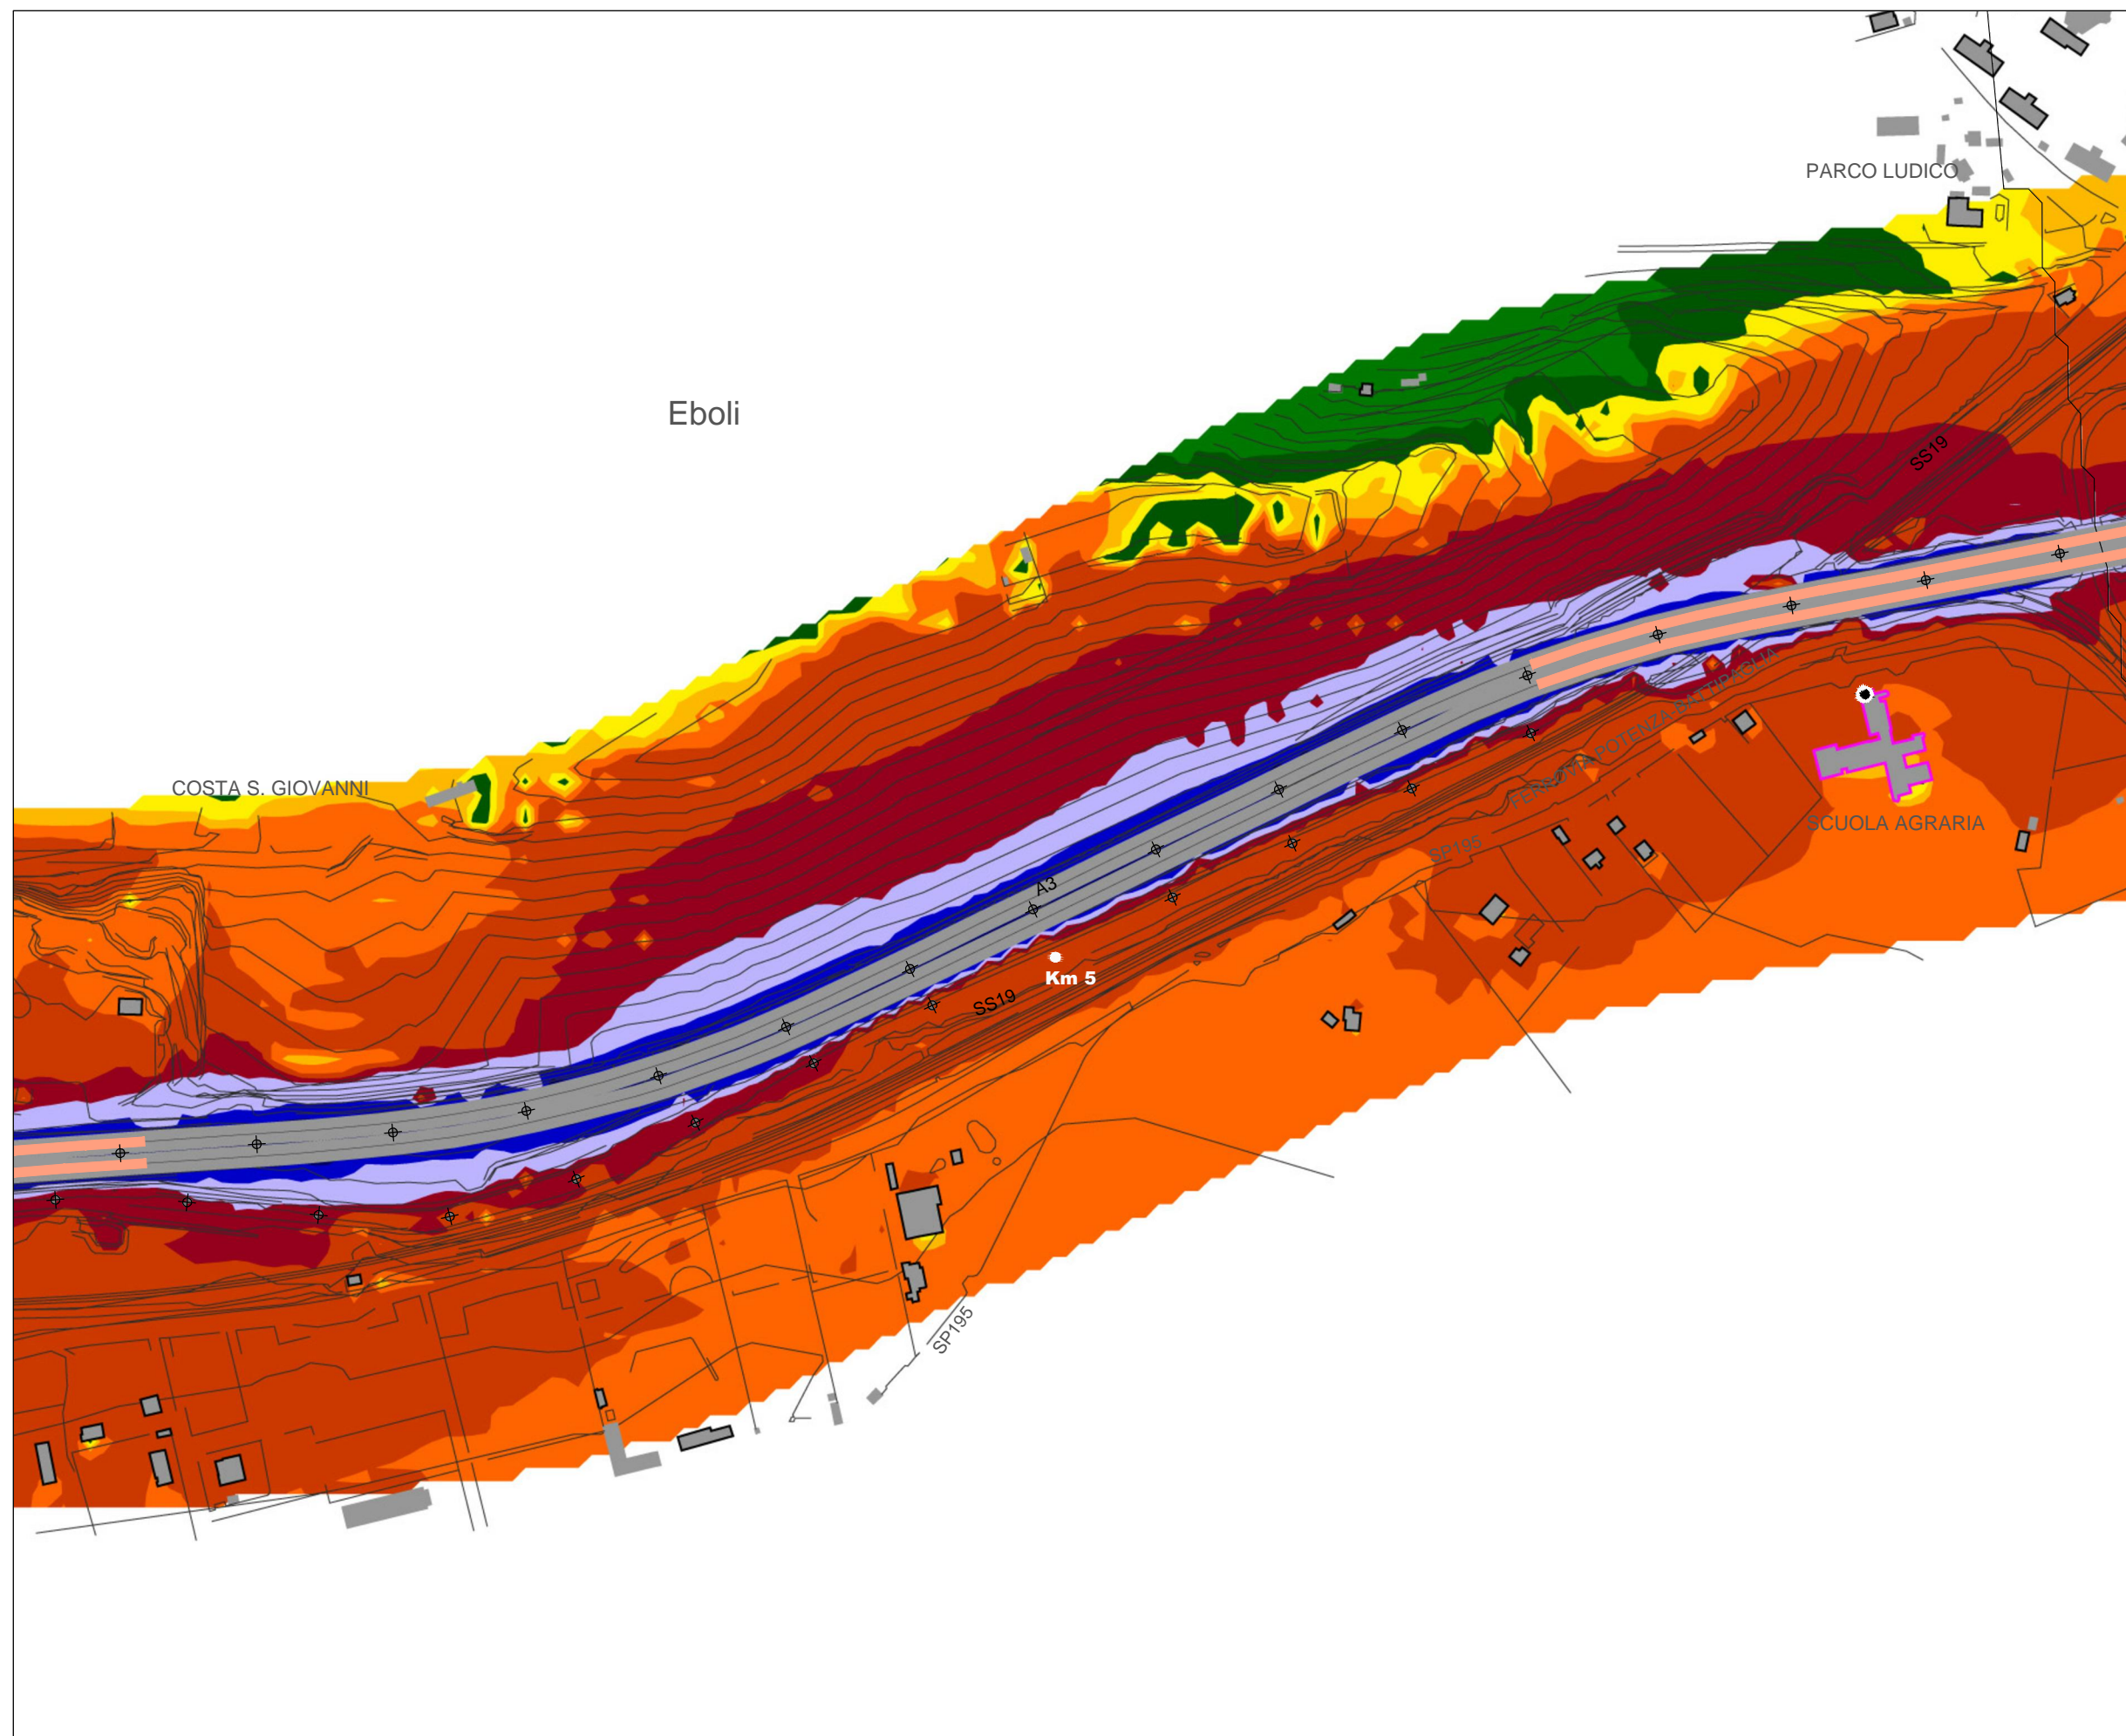 PARCO LUDICO
Eboli
SS19
FERROVIA POTENZA-BATTIPAGLIA
COSTA S. GIOVANNI
SCUOLA AGRARIA
SP195
A3
Km 5
SS19
SP195